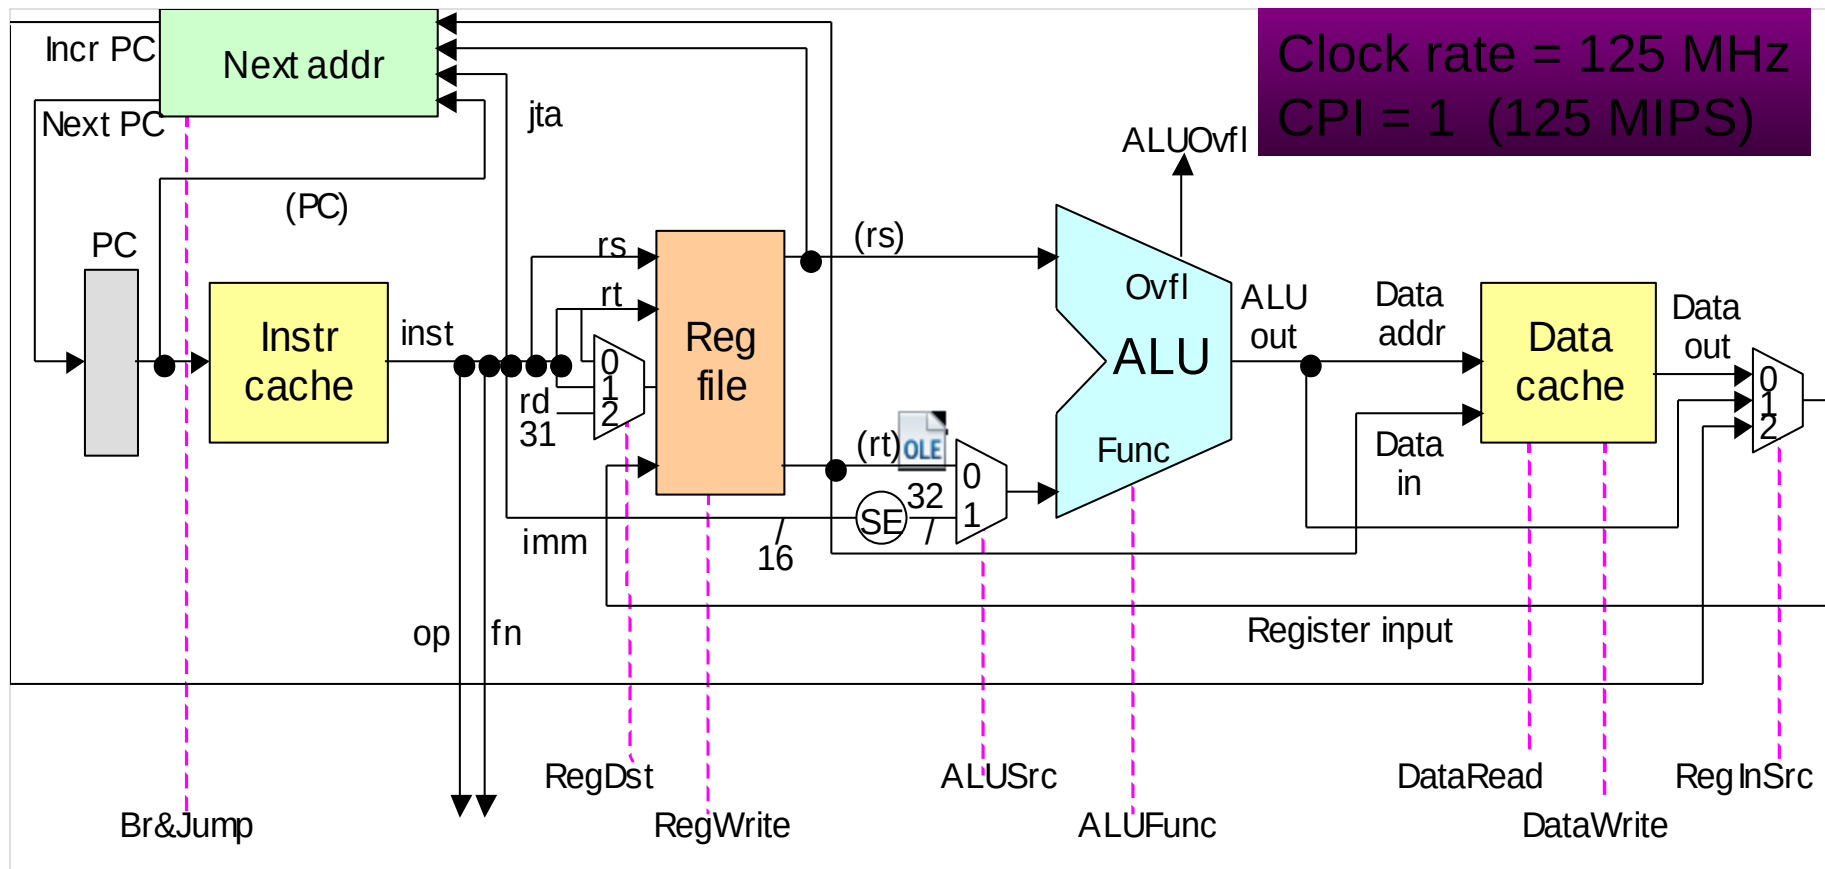 Incr PC
Next addr
Clock rate = 125 MHz
CPI = 1 (125 MIPS)
Next PC
jta
ALUOvfl
(PC)
PC
rs
(rs)
Ovfl
rt
ALU
out
Data
addr
Data
out
inst
Instr
cache
Reg
file
ALU
Data
cache
0
1
2
0
1
2
rd
31
(rt)
OLE
Func
Data
in
0
1
32
SE
imm
16
op
fn
Register input
RegDst
ALUSrc
DataRead
RegInSrc
Br&Jump
RegWrite
ALUFunc
DataWrite